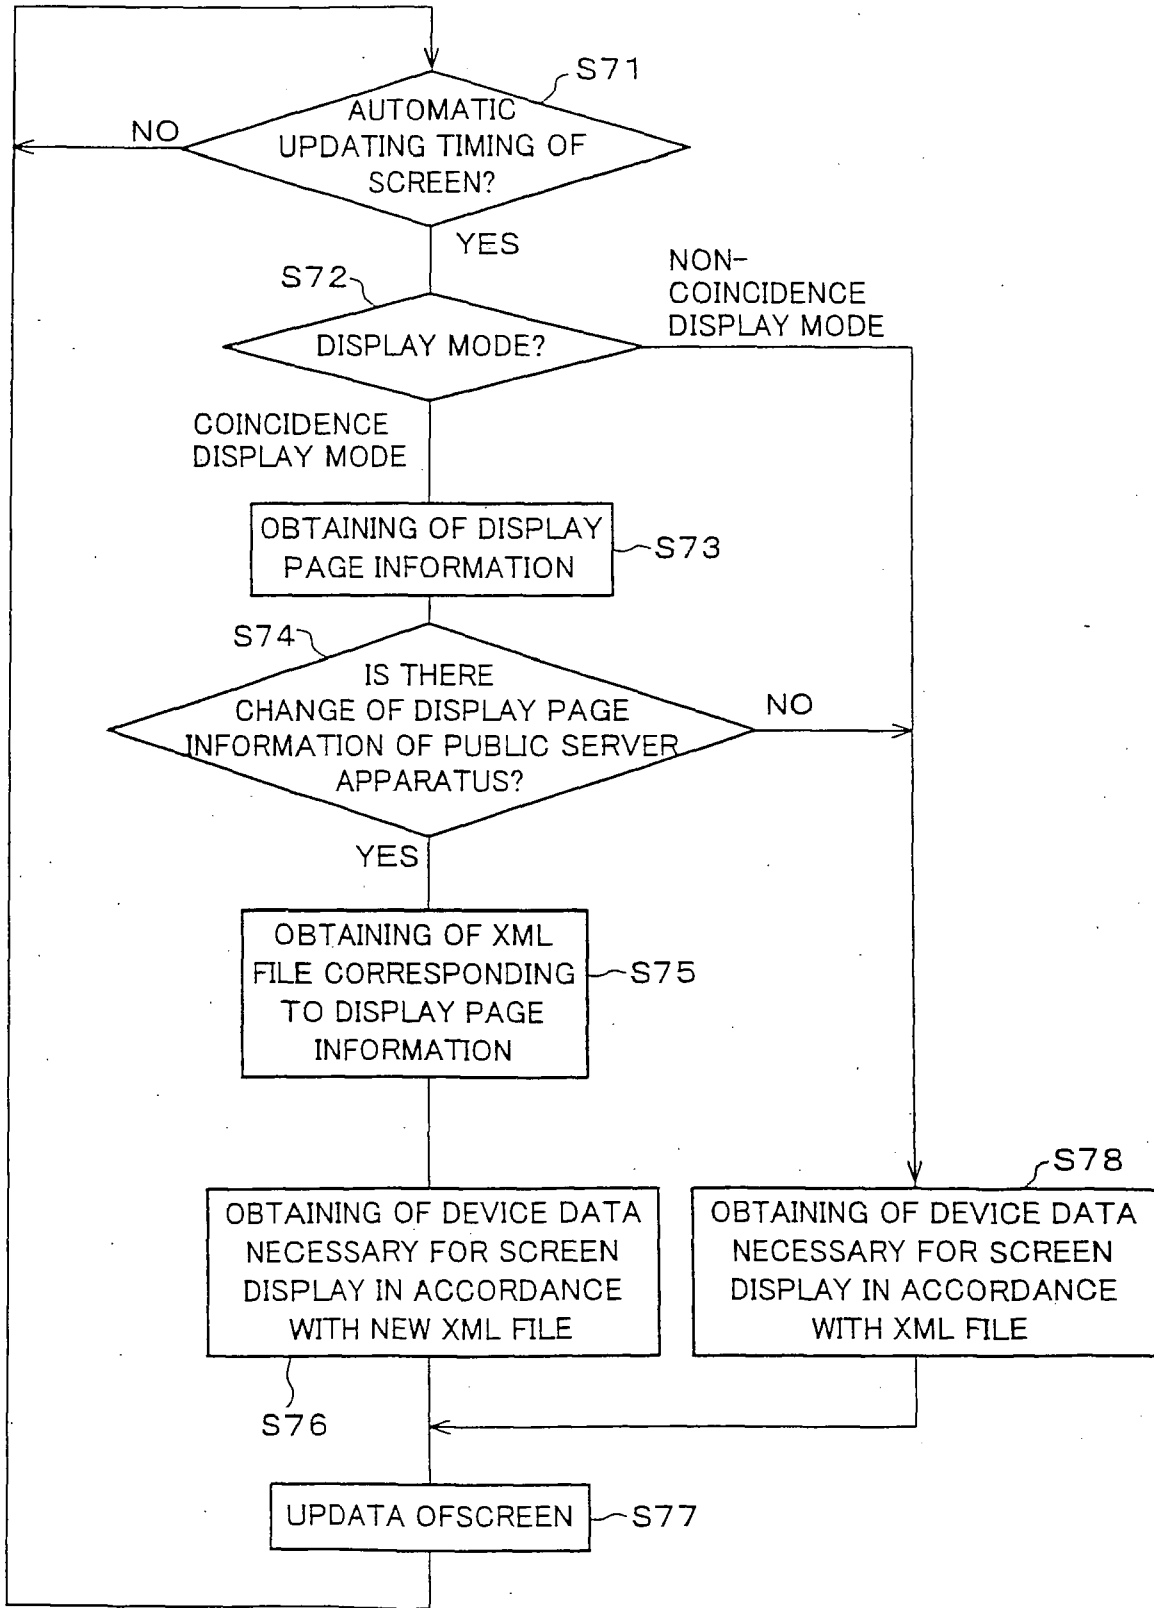 S71
AUTOMATIC
UPDATING TIMING OF
SCREEN?
NO
YES
S72
DISPLAY MODE?
NON-
COINCIDENCE
DISPLAY MODE
COINCIDENCE
DISPLAY MODE
OBTAINING OF DISPLAY
PAGE INFORMATION
S73
S74
IS THERE
CHANGE OF DISPLAY PAGE
INFORMATION OF PUBLIC SERVER
APPARATUS?
NO
YES
OBTAINING OF XML
FILE CORRESPONDING
TO DISPLAY PAGE
INFORMATION
S75
S78
OBTAINING OF DEVICE DATA
NECESSARY FOR SCREEN
DISPLAY IN ACCORDANCE
WITH NEW XML FILE
OBTAINING OF DEVICE DATA
NECESSARY FOR SCREEN
DISPLAY IN ACCORDANCE
WITH XML FILE
S76
UPDATA OFSCREEN
S77